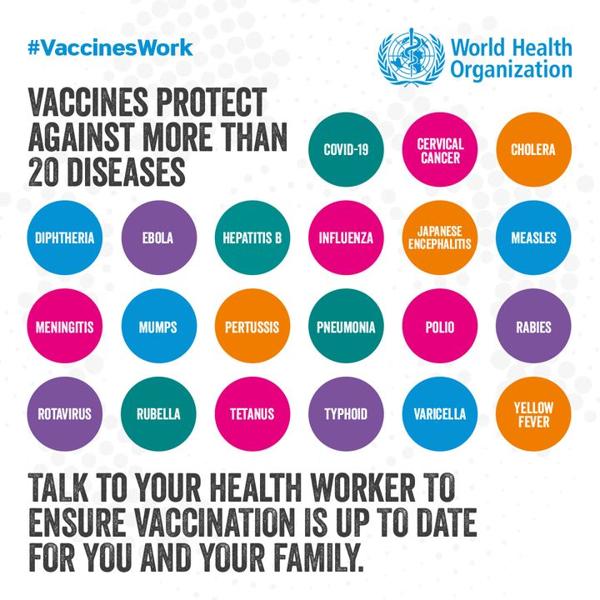 #VaccinesWork
World Health
Organization
VACCINES PROTECT
AGAINST MORE THAN
20 DISEASES
COVID-19
CERVICAL
CANCER
CHOLERA
DIPHTHERIA
EBOLA
HEPATITIS B
INFLUENZA
JAPANESE
ENCEPHALITIS
MEASLES
MENINGITIS
MUMPS
PERTUSSIS
PNEUMONIA
POLIO
RABIES
ROTAVIRUS
RUBELLA
TETANUS
TYPHOID
VARICELLA
YELLOW
FEVER
TALK TO YOUR HEALTH WORKER TO
ENSURE VACCINATION IS UP TO DATE
FOR YOU AND YOUR FAMILY.